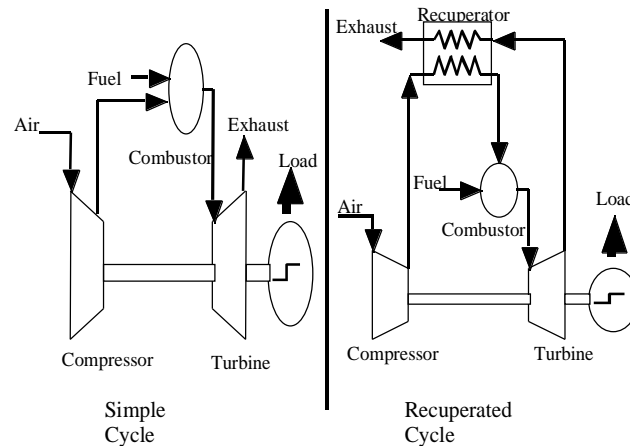 Fuel
Air
Combustor
Exhaust
Load
Compressor
Turbine
Simple
Cycle
Recuperator
Exhaust
Fuel
Air
Combustor
Load
Compressor
Turbine
Recuperated
Cycle